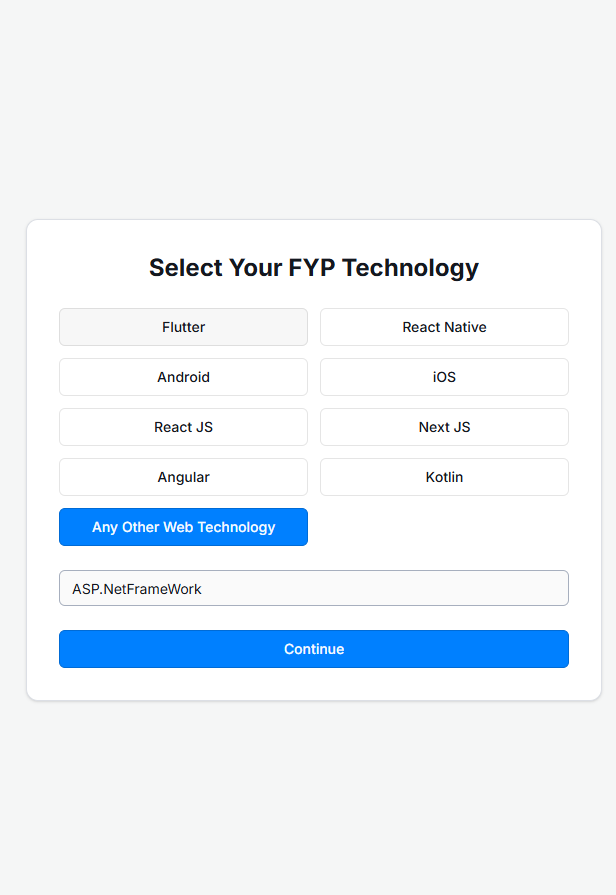 Select Your FYP Technology
Flutter
React Native
Android
iOS
React JS
Next JS
Angular
Kotlin
Any Other Web Technology
ASP.NetFrameWork
Continue